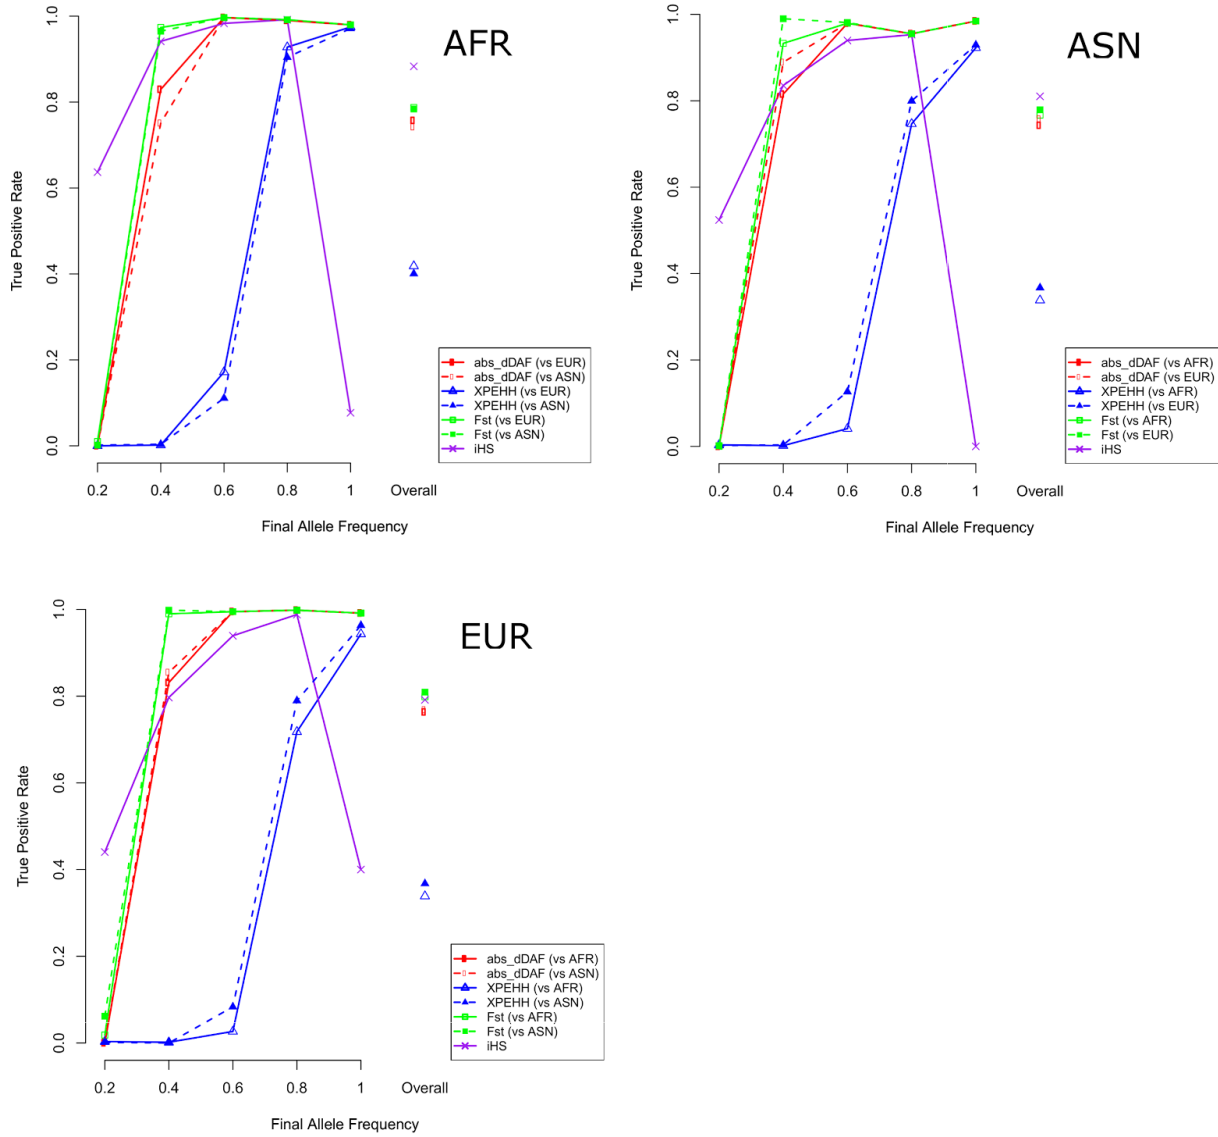 AFR
True Positive Rate
1.0
0.8
0.6
0.4
0.2
0.0
abs_dDAF (vs EUR)
abs_dDAF (vs ASN)
XPEHH (vs EUR)
XPEHH (vs ASN)
Fst (vs EUR)
Fst (vs ASN)
iHS
0.2 0.4 0.6 0.8 1 Overall
Final Allele Frequency
ASN
True Positive Rate
1.0
0.8
0.6
0.4
0.2
0.0
abs_dDAF (vs AFR)
abs_dDAF (vs EUR)
XPEHH (vs AFR)
XPEHH (vs EUR)
Fst (vs AFR)
Fst (vs EUR)
iHS
0.2 0.4 0.6 0.8 1 Overall
Final Allele Frequency
EUR
True Positive Rate
1.0
0.8
0.6
0.4
0.2
0.0
abs_dDAF (vs AFR)
abs_dDAF (vs ASN)
XPEHH (vs AFR)
XPEHH (vs ASN)
Fst (vs AFR)
Fst (vs ASN)
iHS
0.2 0.4 0.6 0.8 1 Overall
Final Allele Frequency